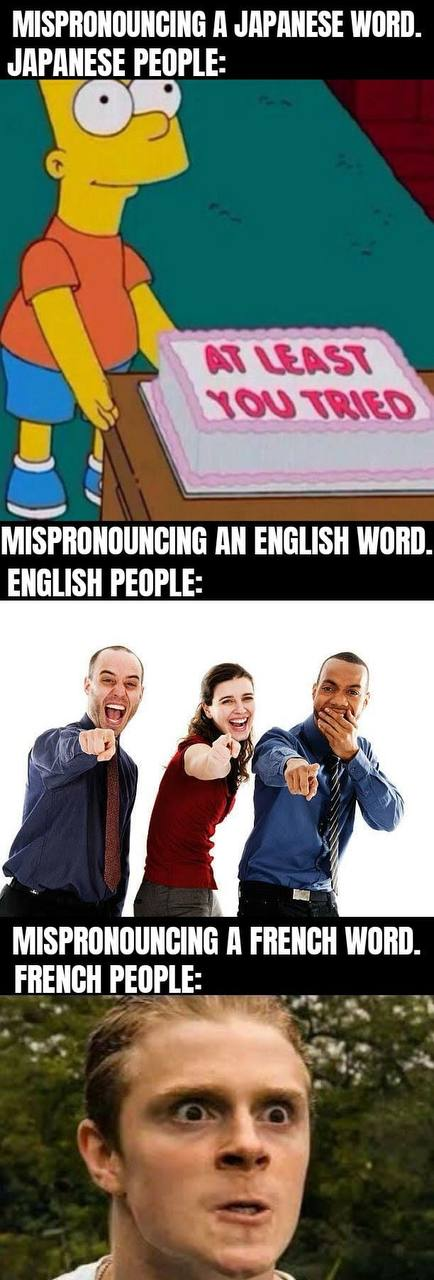 MISPRONOUNCING A JAPANESE WORD.
JAPANESE PEOPLE:
AT LEAST
YOU TRIED
MISPRONOUNCING AN ENGLISH WORD.
ENGLISH PEOPLE:
MISPRONOUNCING A FRENCH WORD.
FRENCH PEOPLE: